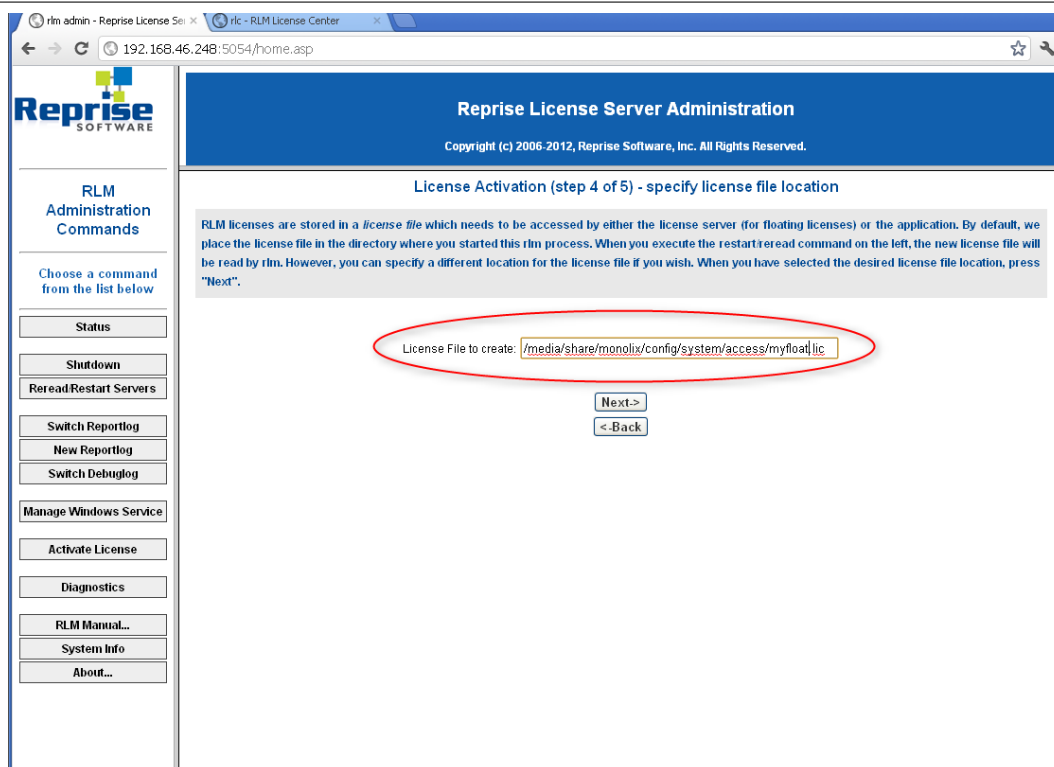 rlm admin - Reprise License Se
rlc - RLM License Center
192.168.46.248:5054/home.asp
Reprise
SOFTWARE
Reprise License Server Administration
Copyright (c) 2006-2012, Reprise Software, Inc. All Rights Reserved.
RLM
Administration
Commands
Choose a command
from the list below
Status
Shutdown
Reread/Restart Servers
Switch Reportlog
New Reportlog
Switch Debuglog
Manage Windows Service
Activate License
Diagnostics
RLM Manual...
System Info
About...
License Activation (step 4 of 5) - specify license file location
RLM licenses are stored in a license file which needs to be accessed by either the license server (for floating licenses) or the application. By default, we
place the license file in the directory where you started this rlm process. When you execute the restart/reread command on the left, the new license file will
be read by rlm. However, you can specify a different location for the license file if you wish. When you have selected the desired license file location, press
"Next".
License File to create: /media/share/monolix/config/system/access/myfloat.lic
Next->
<-Back